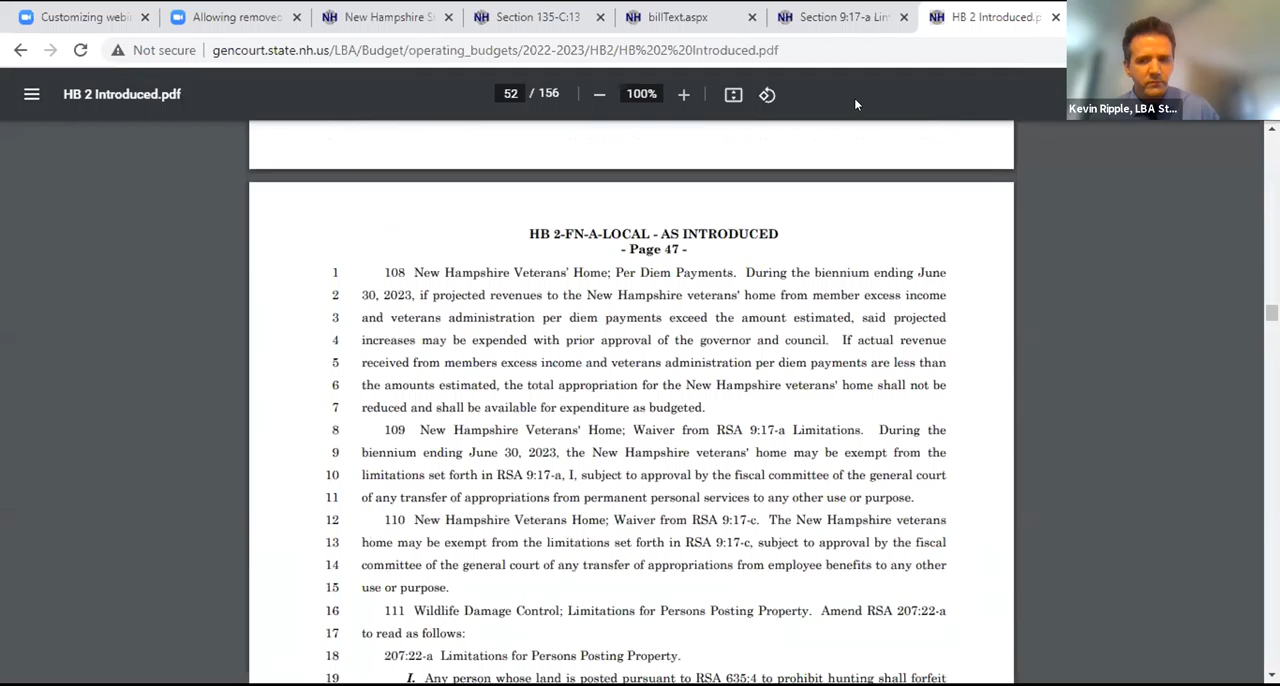 Customizing webi
Allowing removed
New Hampshire S
Section 135-C:13
billText.aspx
Section 9:17-a Lim
HB 2 Introduced.p
Not secure
gencourt.state.nh.us/LBA/Budget/operating_budgets/2022-2023/HB2/HB%202%20Introduced.pdf
HB 2 Introduced.pdf
52 / 156
100%
Kevin Ripple, LBA St...
HB 2-FN-A-LOCAL - AS INTRODUCED
- Page 47 -
1 108 New Hampshire Veterans' Home; Per Diem Payments. During the biennium ending June
2 30, 2023, if projected revenues to the New Hampshire veterans' home from member excess income
3 and veterans administration per diem payments exceed the amount estimated, said projected
4 increases may be expended with prior approval of the governor and council. If actual revenue
5 received from members excess income and veterans administration per diem payments are less than
6 the amounts estimated, the total appropriation for the New Hampshire veterans' home shall not be
7 reduced and shall be available for expenditure as budgeted.
8 109 New Hampshire Veterans' Home; Waiver from RSA 9:17-a Limitations. During the
9 biennium ending June 30, 2023, the New Hampshire veterans' home may be exempt from the
10 limitations set forth in RSA 9:17-a, I, subject to approval by the fiscal committee of the general court
11 of any transfer of appropriations from permanent personal services to any other use or purpose.
12 110 New Hampshire Veterans Home; Waiver from RSA 9:17-c. The New Hampshire veterans
13 home may be exempt from the limitations set forth in RSA 9:17-c, subject to approval by the fiscal
14 committee of the general court of any transfer of appropriations from employee benefits to any other
15 use or purpose.
16 111 Wildlife Damage Control; Limitations for Persons Posting Property. Amend RSA 207:22-a
17 to read as follows:
18 207:22-a Limitations for Persons Posting Property.
19 I. Any person whose land is posted pursuant to RSA 635:4 to prohibit hunting shall forfeit